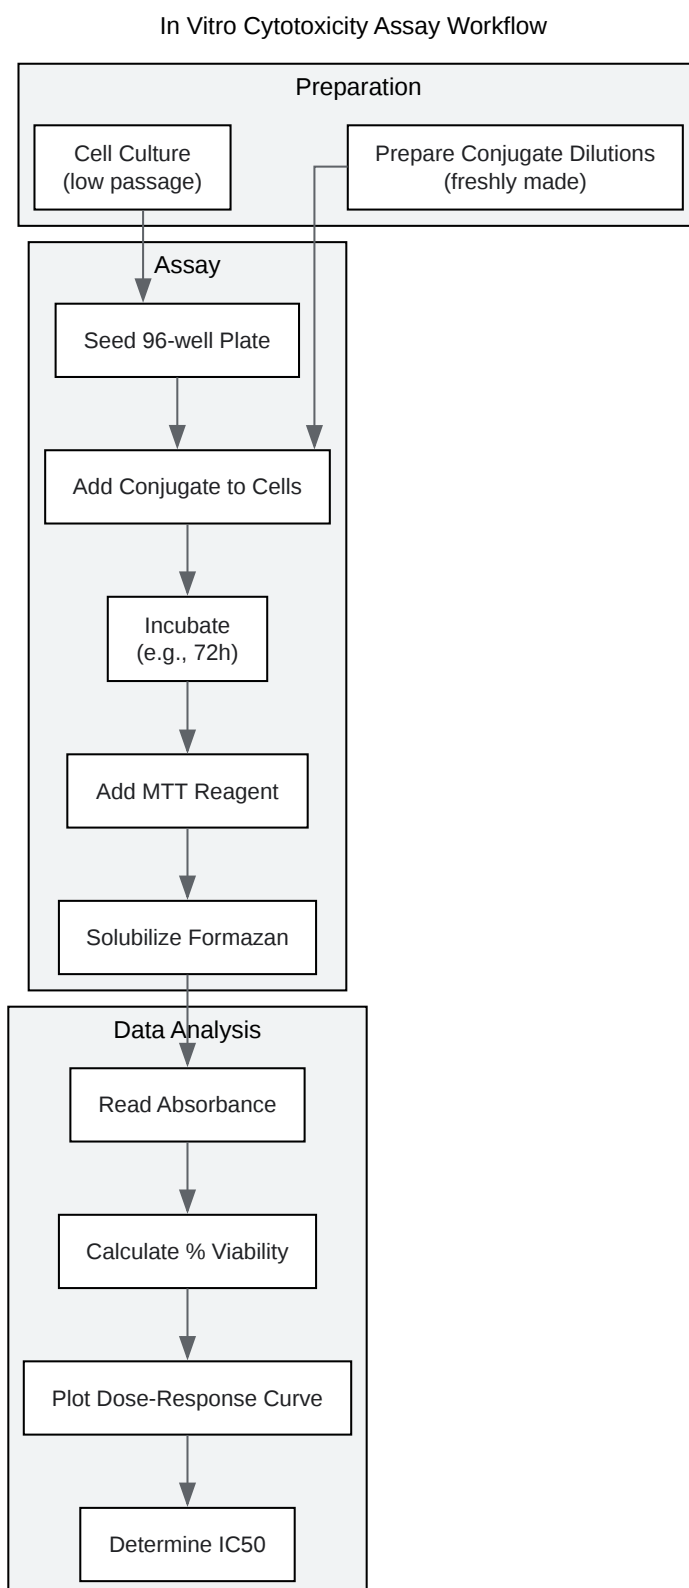 In Vitro Cytotoxicity Assay Workflow
Preparation
Cell Culture
(low passage)
Prepare Conjugate Dilutions
(freshly made)
Assay
Seed 96-well Plate
Add Conjugate to Cells
Incubate
(e.g., 72h)
Add MTT Reagent
Solubilize Formazan
Data Analysis
Read Absorbance
Calculate % Viability
Plot Dose-Response Curve
Determine IC50